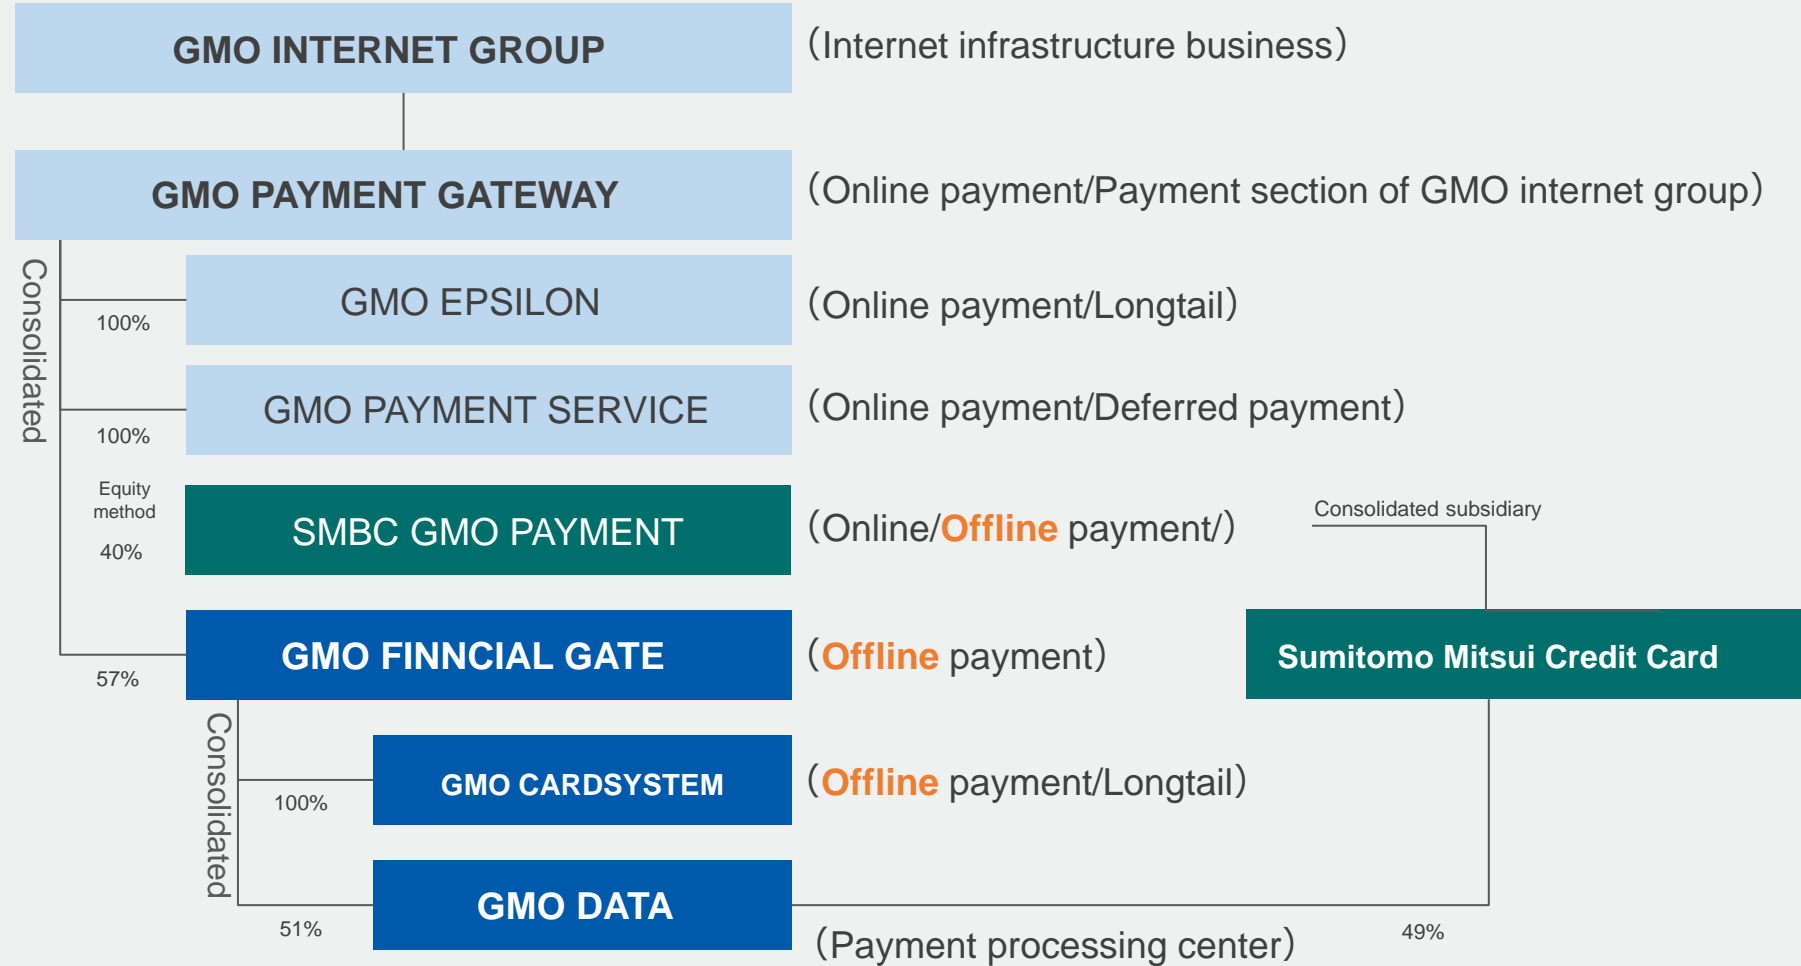 GMO INTERNET GROUP
（Internet infrastructure business）
GMO PAYMENT GATEWAY
（Online payment/Payment section of GMO internet group）
Consolidated
GMO EPSILON
（Online payment/Longtail）
100%
GMO PAYMENT SERVICE
（Online payment/Deferred payment）
100%
Equity
method
40%
SMBC GMO PAYMENT
（Online/Offline payment/）
Consolidated subsidiary
GMO FINNCIAL GATE
（Offline payment）
Sumitomo Mitsui Credit Card
57%
Consolidated
GMO CARDSYSTEM
（Offline payment/Longtail）
100%
GMO DATA
51%
（Payment processing center）
49%